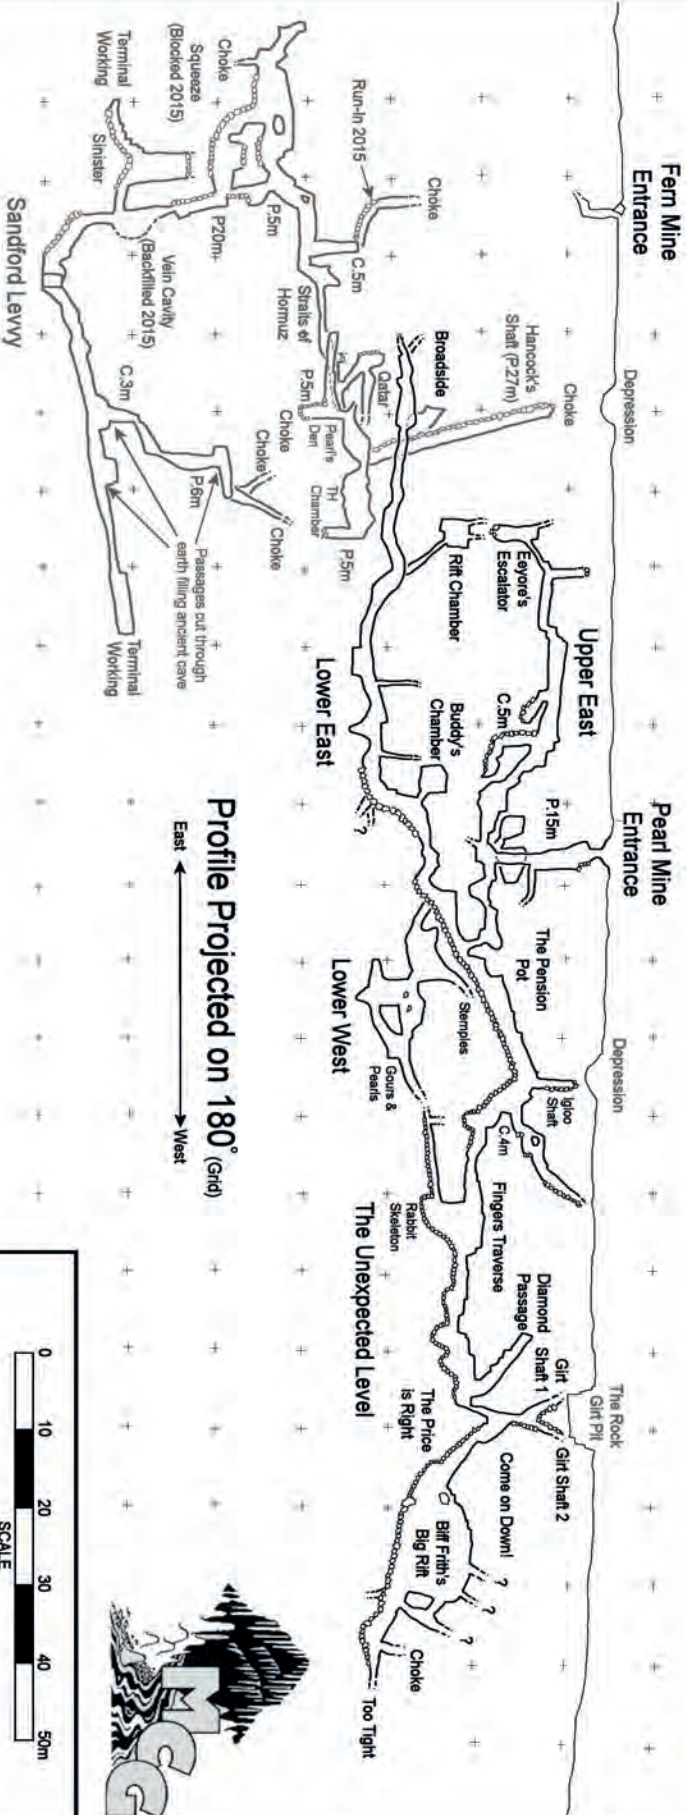 Fern Mine
Entrance
Depression
Pearl Mine
Entrance
Depression
The Rock
Girt Pit
Choke
Hancock's
Shaft (P.27m)
Broadside
Choke
Run-In 2015
C.5m
Choke
Squeeze
(Blocked 2015)
Terminal
Working
Sinister
P.5m
P.20m
Straits of
Hormuz
Vein Cavity
(Backfilled 2015)
Sandford Levvy
Qatar
P.5m
Pearl's
Den
TH
Chamber
P.5m
Choke
Choke
Choke
C.3m
P.6m
Passages cut through
earth filling ancient cave
Terminal
Working
Eeyore's
Escalator
Rift Chamber
Upper East
C.5m
Buddy's
Chamber
Lower East
?
P.15m
The Pension
Pot
Igloo
Shaft
C.4m
Stemples
Lower West
Gours &
Pearls
Fingers Traverse
Rabbit
Skeleton
The Unexpected Level
Diamond
Passage
Girt
Shaft 1
Girt Shaft 2
The Price
is Right
Come on Down!
Biff Frith's
Big Rift
?
?
?
Choke
Too Tight
Profile Projected on 180° (Grid)
East
West
0 10 20 30 40 50m
SCALE
MCG